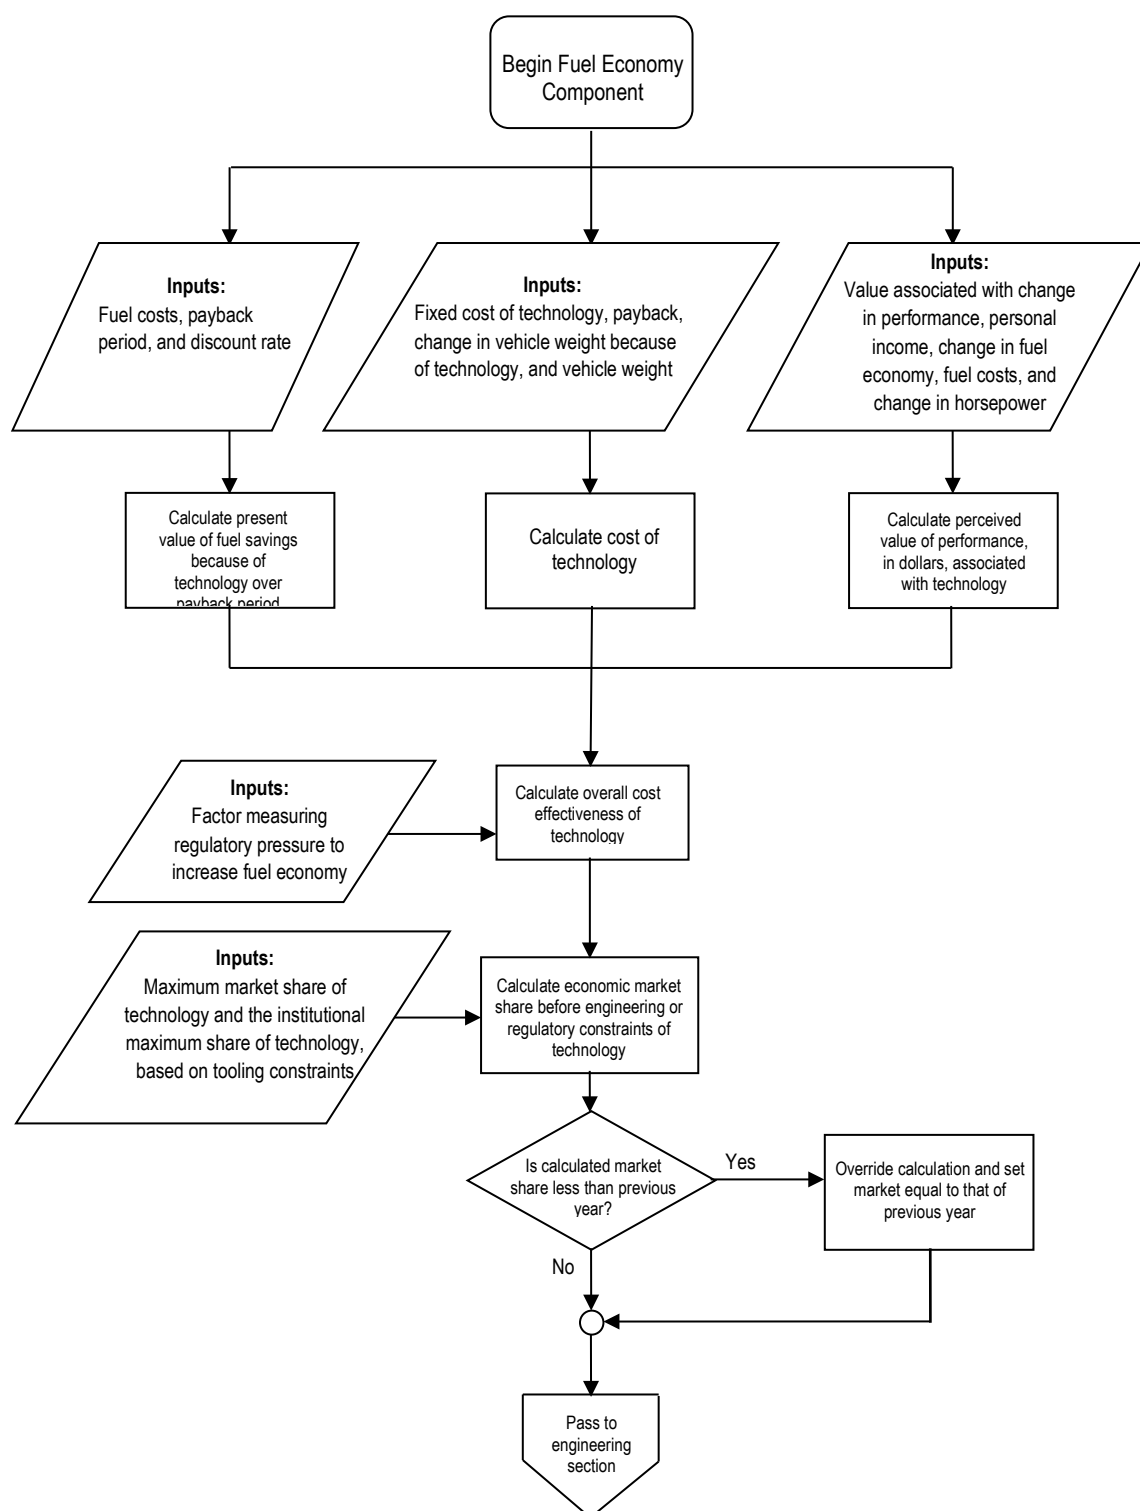 Begin Fuel Economy
Component
Inputs:
Fuel costs, payback
period, and discount rate
Inputs:
Fixed cost of technology, payback,
change in vehicle weight because
of technology, and vehicle weight
Inputs:
Value associated with change
in performance, personal
income, change in fuel
economy, fuel costs, and
change in horsepower
Calculate present
value of fuel savings
because of
technology over
payback period
Calculate cost of
technology
Calculate perceived
value of performance,
in dollars, associated
with technology
Inputs:
Factor measuring
regulatory pressure to
increase fuel economy
Calculate overall cost
effectiveness of
technology
Inputs:
Maximum market share of
technology and the institutional
maximum share of technology,
based on tooling constraints
Calculate economic market
share before engineering or
regulatory constraints of
technology
Is calculated market
share less than previous
year?
Yes
Override calculation and set
market equal to that of
previous year
No
Pass to
engineering
section